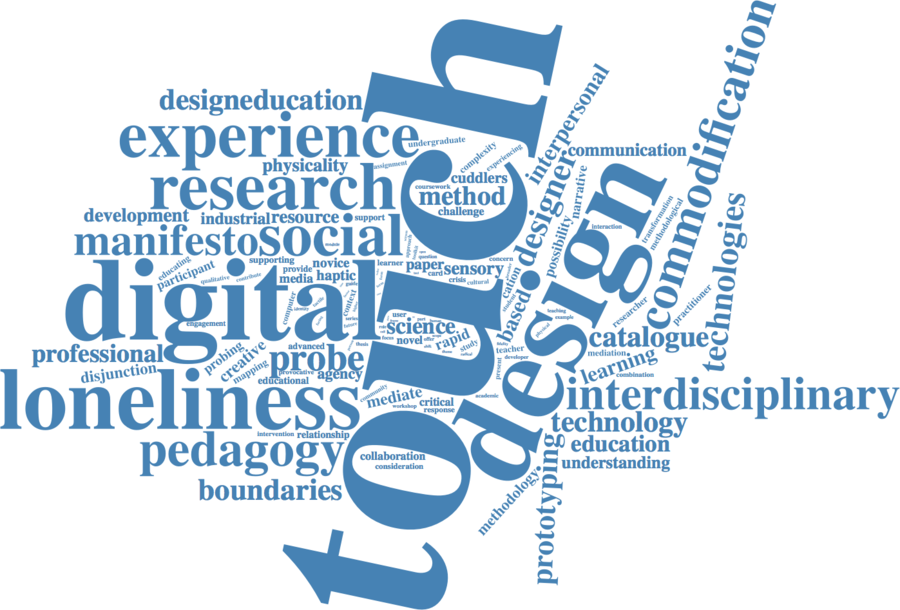 touch
design
digital
loneliness
experience
research
social
commodification
interdisciplinary
pedagogy
manifesto
probe
designeducation
boundaries
catalogue
technologies
technology
designer
interpersonal
communication
prototyping
education
understanding
methodology
learning
mediation
combination
professional
disjunction
physicality
undergraduate
assignment
development
industrial
resource
support
method
cuddlers
coursework
challenge
complexity
experiencing
educating
participant
supporting
qualitative
contribute
provide
media
novice
haptic
learner
paper
card
sensory
crisis
cultural
concern
question
computer
context
engagement
science
user
novel
rapid
study
based
possibility
narrative
interaction
transformation
methodological
practitioner
researcher
teaching
example
physical
teacher
developer
present
academic
probing
creative
mapping
advanced
provocative
educational
agency
community
mediate
workshop
critical
response
intervention
relationship
collaboration
consideration